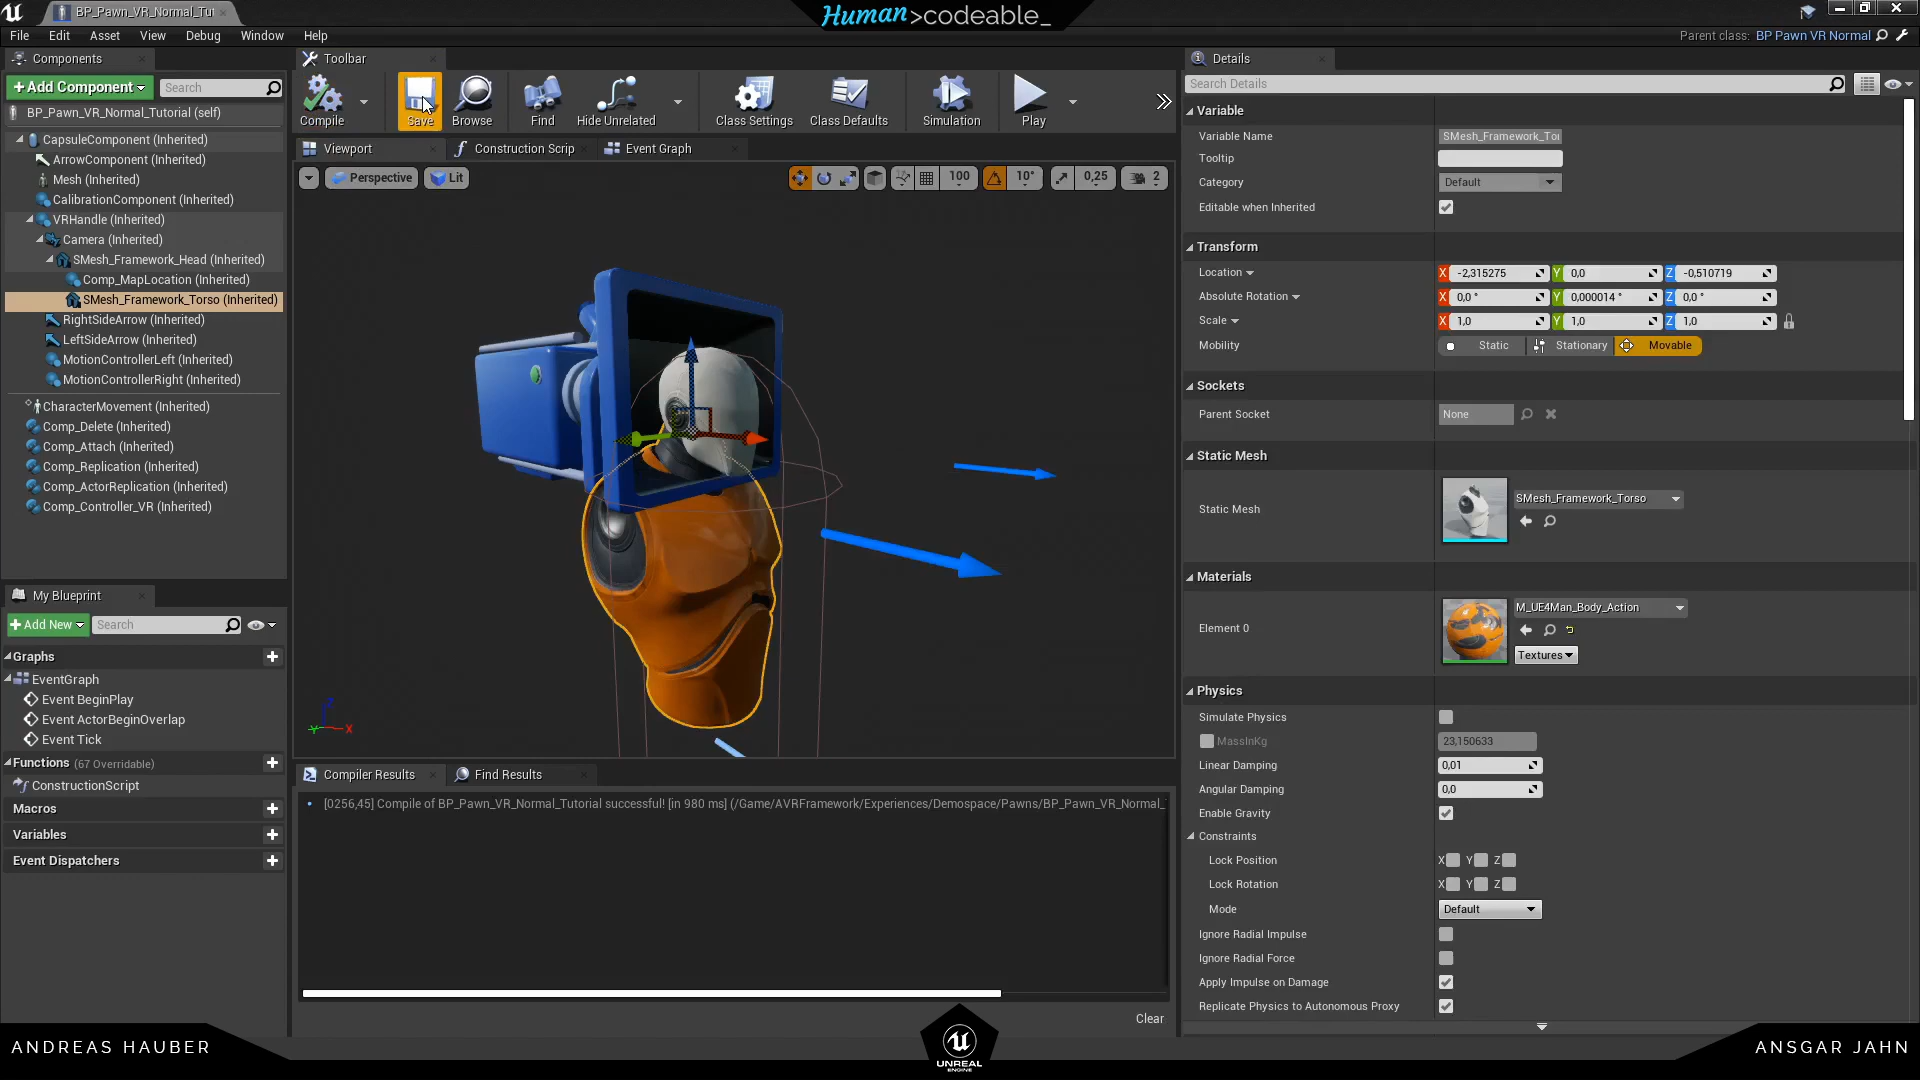 BP_Pawn_VR_Normal_Tut
Human>codeable_
File Edit Asset View Debug Window Help
Parent class: BP Pawn VR Normal
Components
+Add Component
Search
BP_Pawn_VR_Normal_Tutorial (self)
CapsuleComponent (Inherited)
ArrowComponent (Inherited)
Mesh (Inherited)
CalibrationComponent (Inherited)
VRHandle (Inherited)
Camera (Inherited)
SMesh_Framework_Head (Inherited)
Comp_MapLocation (Inherited)
SMesh_Framework_Torso (Inherited)
RightSideArrow (Inherited)
LeftSideArrow (Inherited)
MotionControllerLeft (Inherited)
MotionControllerRight (Inherited)
CharacterMovement (Inherited)
Comp_Delete (Inherited)
Comp_Attach (Inherited)
Comp_Replication (Inherited)
Comp_ActorReplication (Inherited)
Comp_Controller_VR (Inherited)
My Blueprint
+Add New
Search
Graphs
EventGraph
Event BeginPlay
Event ActorBeginOverlap
Event Tick
Functions (67 Overridable)
ConstructionScript
Macros
Variables
Event Dispatchers
Toolbar
Compile Save Browse Find Hide Unrelated Class Settings Class Defaults Simulation Play
Viewport Construction Scrip Event Graph
Perspective Lit 100 10° 0,25 2
Z
Y X
Compiler Results Find Results
[0256,45] Compile of BP_Pawn_VR_Normal_Tutorial successful! [in 980 ms] (/Game/AVRFramework/Experiences/Demospace/Pawns/BP_Pawn_VR_Normal_
Clear
Details
Search Details
Variable
Variable Name SMesh_Framework_Tor
Tooltip
Category Default
Editable when Inherited
Transform
Location X -2,315275 Y 0,0 Z -0,510719
Absolute Rotation X 0,0 ° Y 0,000014 ° Z 0,0 °
Scale X 1,0 Y 1,0 Z 1,0
Mobility Static Stationary Movable
Sockets
Parent Socket None
Static Mesh
Static Mesh SMesh_Framework_Torso
Materials
Element 0 M_UE4Man_Body_Action
Textures
Physics
Simulate Physics
MassInKg 23,150633
Linear Damping 0,01
Angular Damping 0,0
Enable Gravity
Constraints
Lock Position X Y Z
Lock Rotation X Y Z
Mode Default
Ignore Radial Impulse
Ignore Radial Force
Apply Impulse on Damage
Replicate Physics to Autonomous Proxy
ANDREAS HAUBER
UNREAL
ENGINE
ANSGAR JAHN